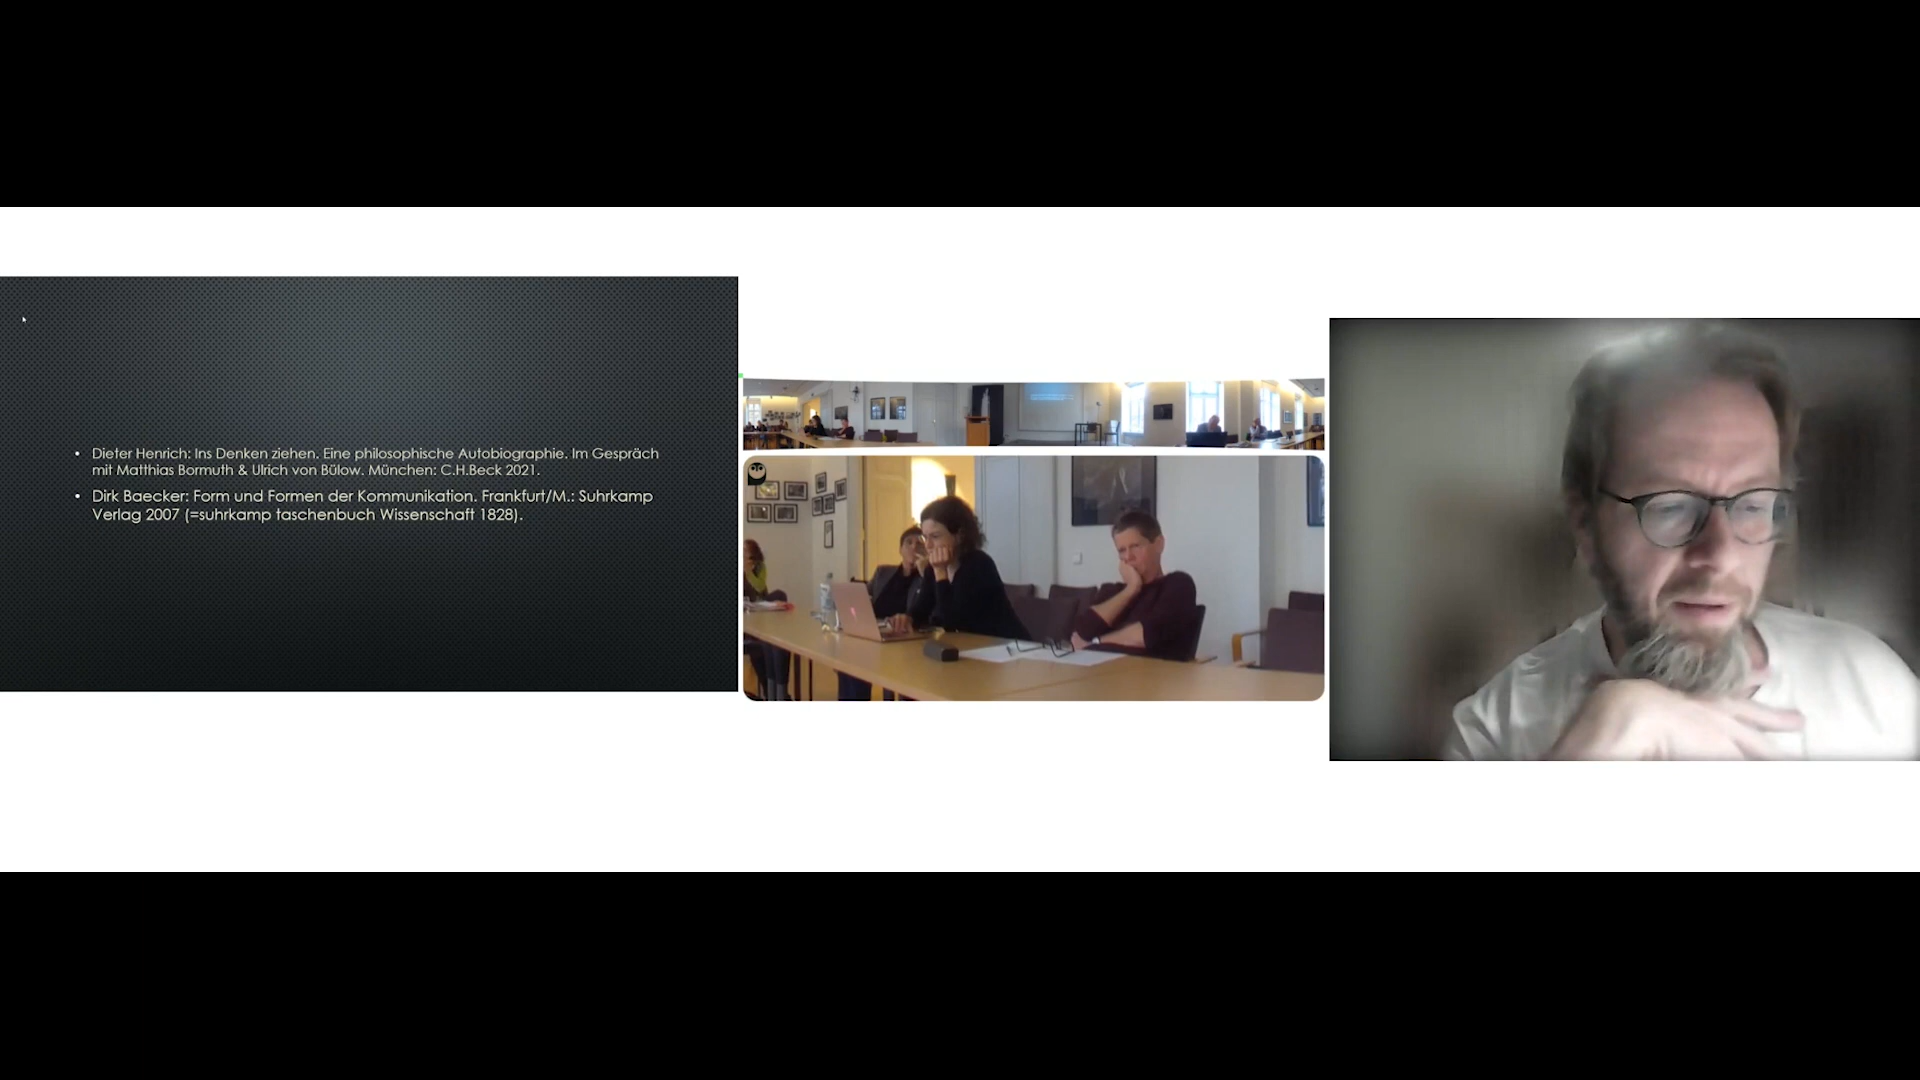 • Dieter Henrich: Ins Denken ziehen. Eine philosophische Autobiographie. Im Gespräch
mit Matthias Bormuth & Ulrich von Bülow. München: C.H.Beck 2021.
• Dirk Baecker: Form und Formen der Kommunikation. Frankfurt/M.: Suhrkamp
Verlag 2007 (=suhrkamp taschenbuch Wissenschaft 1828).